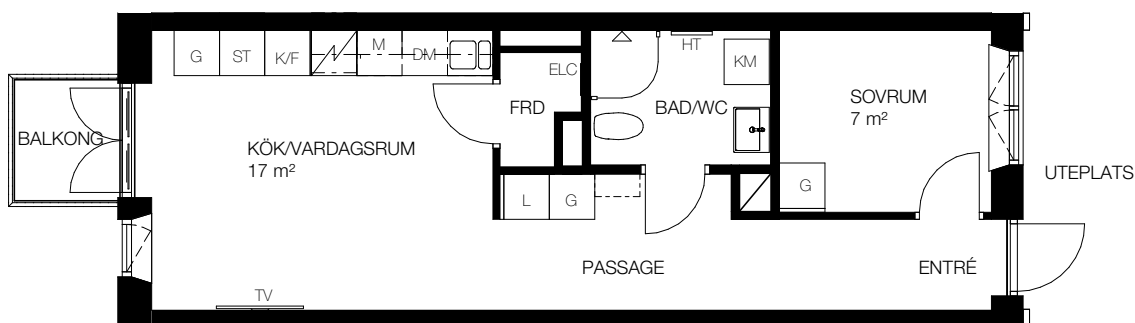 G
ST
K/F
M
DM
ELC
FRD
HT
KM
BAD/WC
SOVRUM
7 m²
BALKONG
KÖK/VARDAGSRUM
17 m²
UTEPLATS
L
G
G
PASSAGE
ENTRÉ
TV